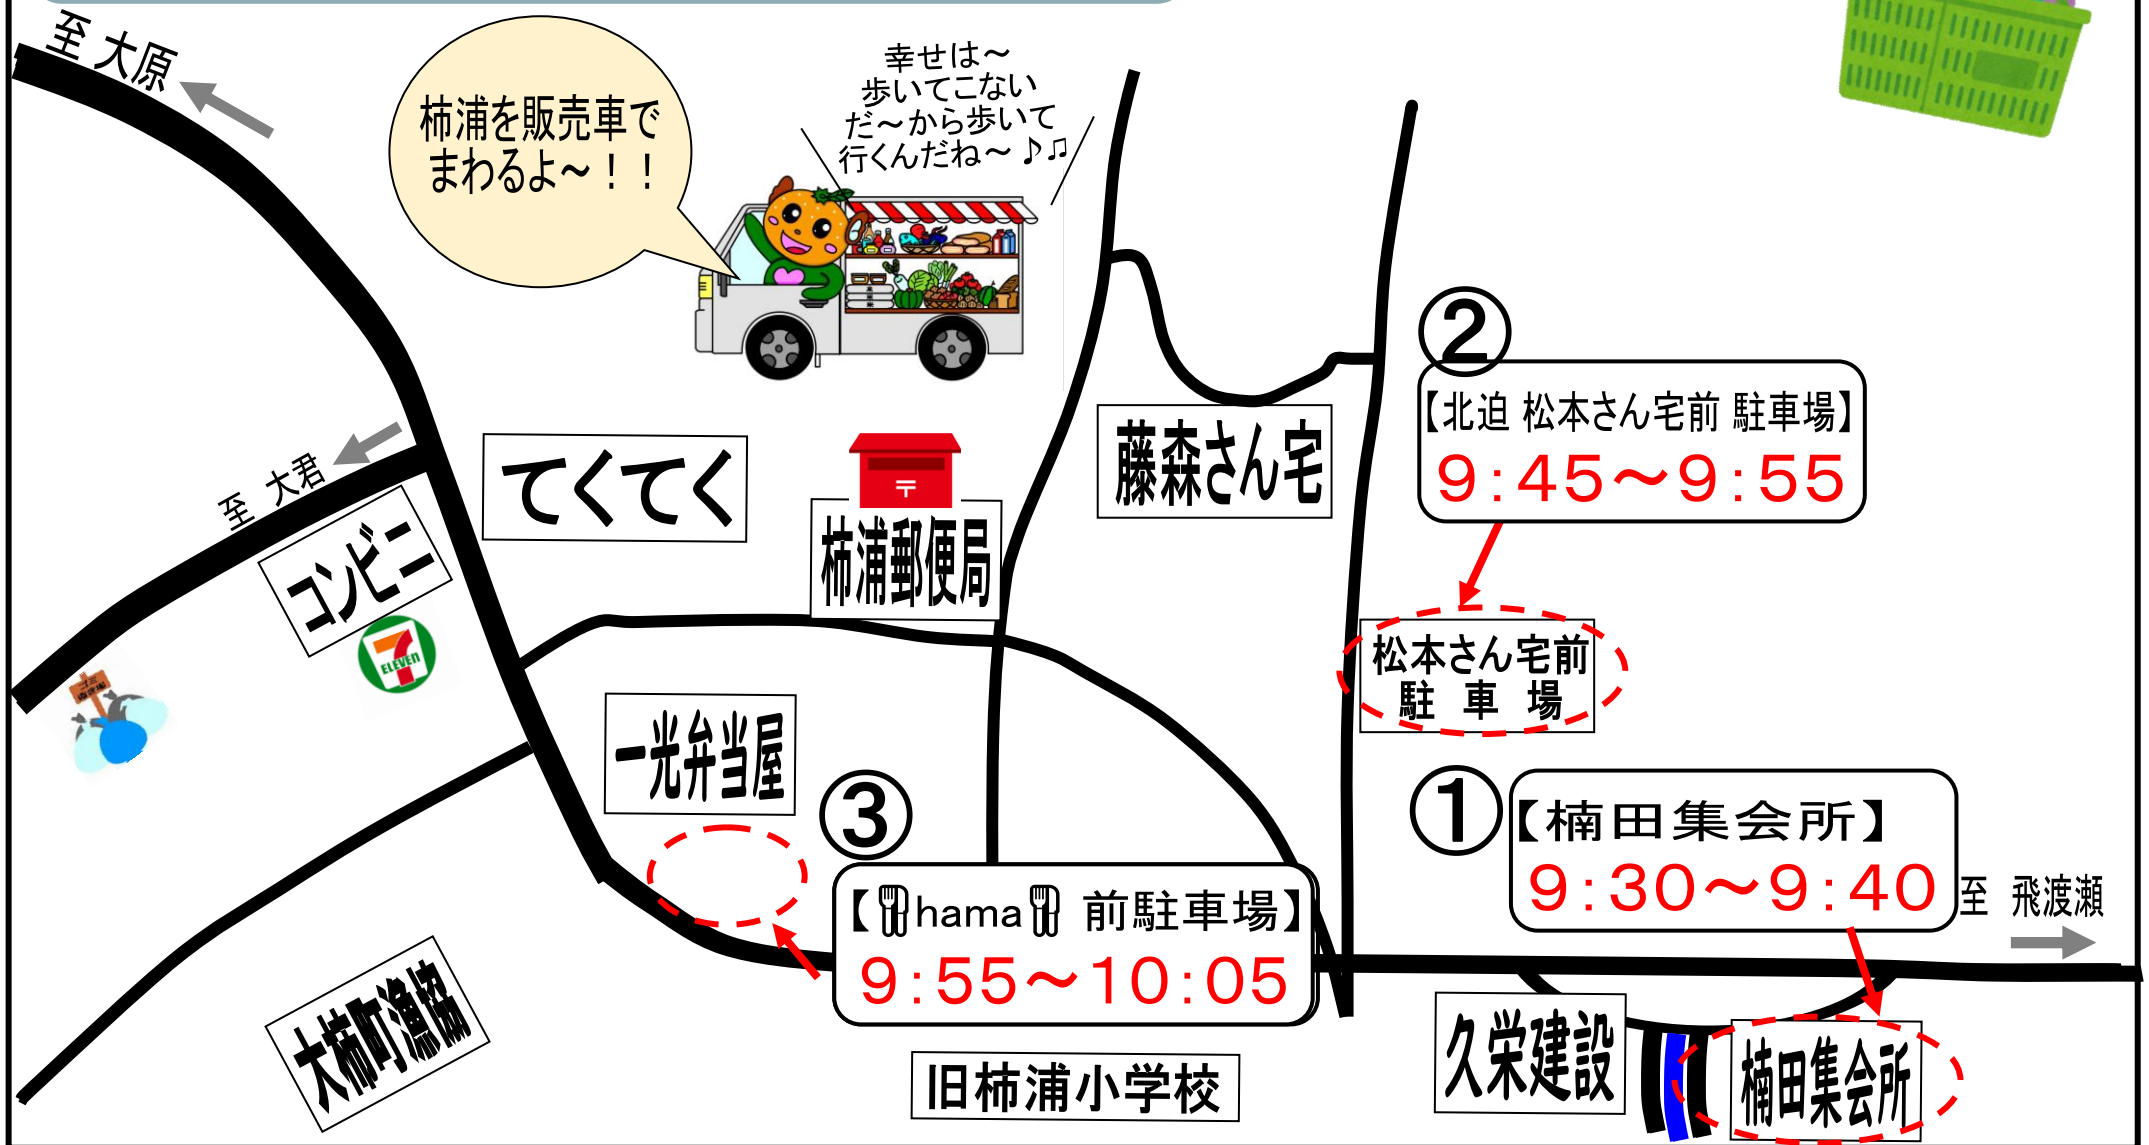 至 大原
柿浦を販売車で
まわるよ～！！
幸せは～
歩いてこない
だ～から歩いて
行くんだね～♪♫
②
【北迫 松本さん宅前 駐車場】
9:45～9:55
至 大君
コンビニ
ELEVEN
てくてく
〒
柿浦郵便局
藤森さん宅
松本さん宅前
駐 車 場
一光弁当屋
③
【🍴hama🍴 前駐車場】
9:55～10:05
①
【楠田集会所】
9:30～9:40
至 飛渡瀬
大柿町漁協
旧柿浦小学校
久栄建設
楠田集会所